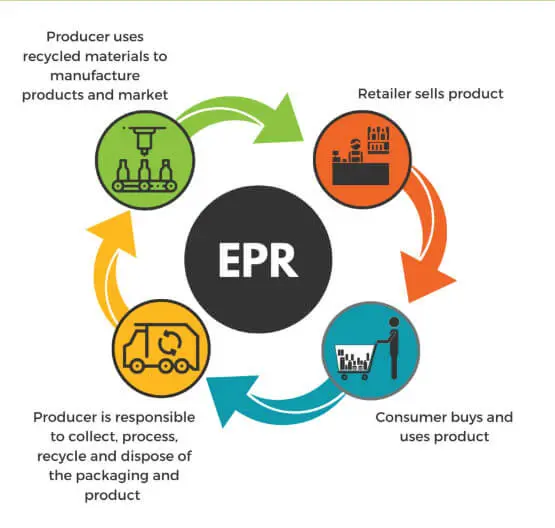 Producer uses
recycled materials to
manufacture
products and market
Retailer sells product
EPR
Producer is responsible
to collect, process,
recycle and dispose of
the packaging and
product
Consumer buys and
uses product